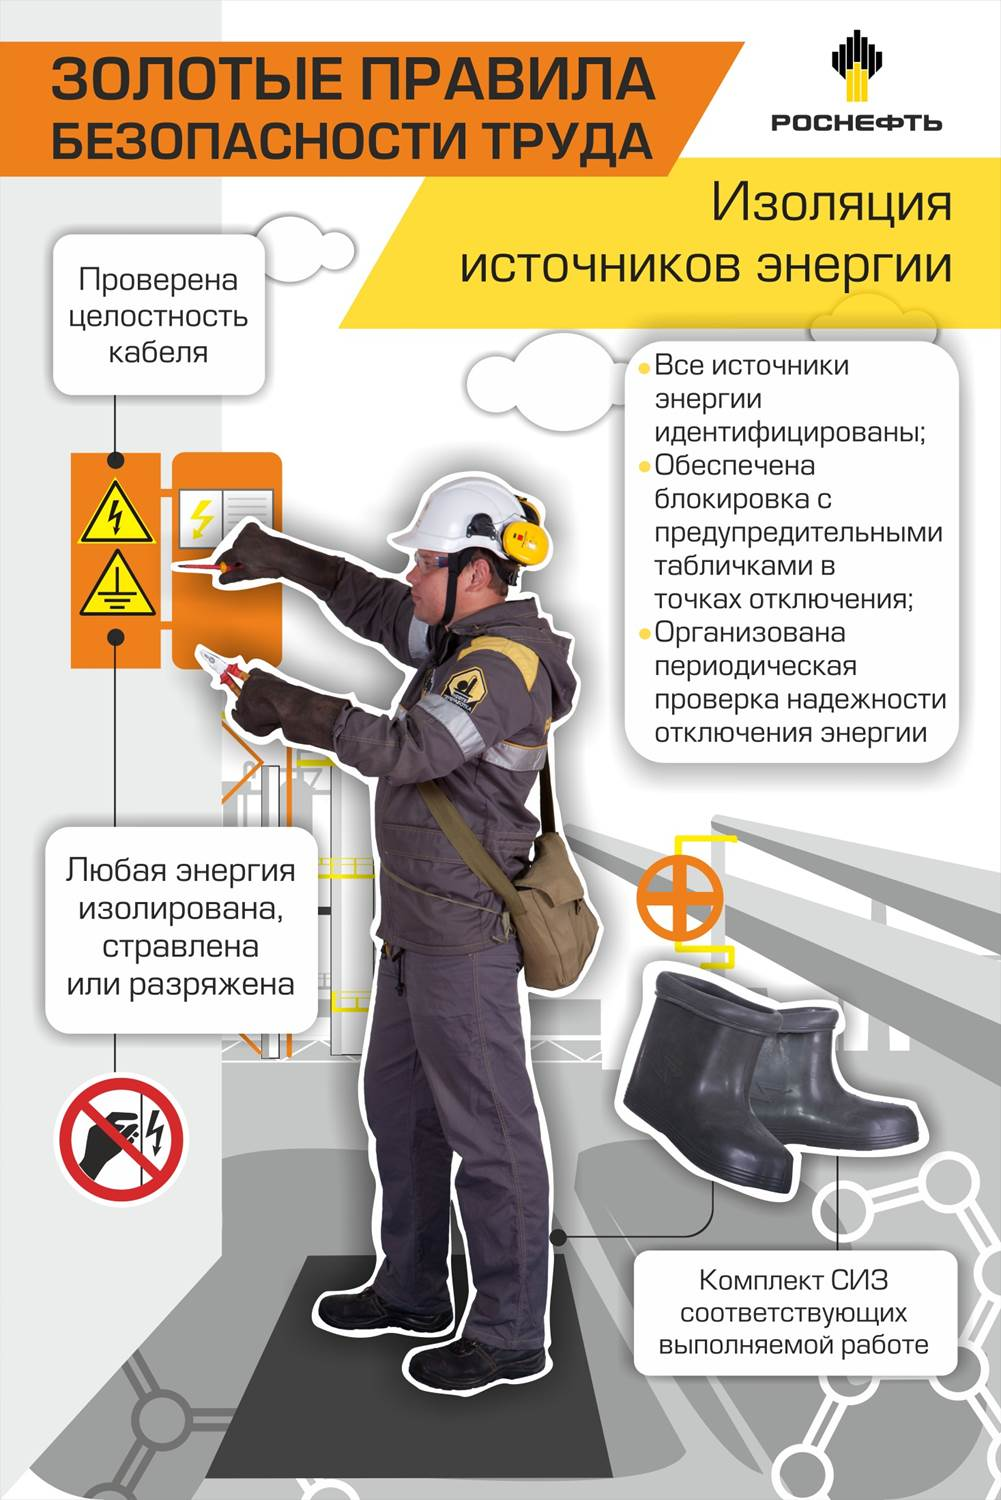 ЗОЛОТЫЕ ПРАВИЛА
БЕЗОПАСНОСТИ ТРУДА
РОСНЕФТЬ
Изоляция
источников энергии
Проверена
целостность
кабеля
Все источники
энергии
идентифицированы;
Обеспечена
блокировка с
предупредительными
табличками в
точках отключения;
Организована
периодическая
проверка надежности
отключения энергии
Любая энергия
изолирована,
стравлена
или разряжена
Комплект СИЗ
соответствующих
выполняемой работе